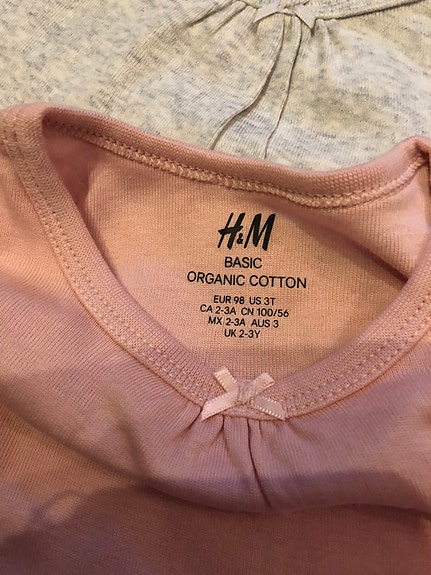 H&M
BASIC
ORGANIC COTTON
EUR 98 US 3T
CA 2-3A CN 100/56
MX 2-3A AUS 3
UK 2-3Y